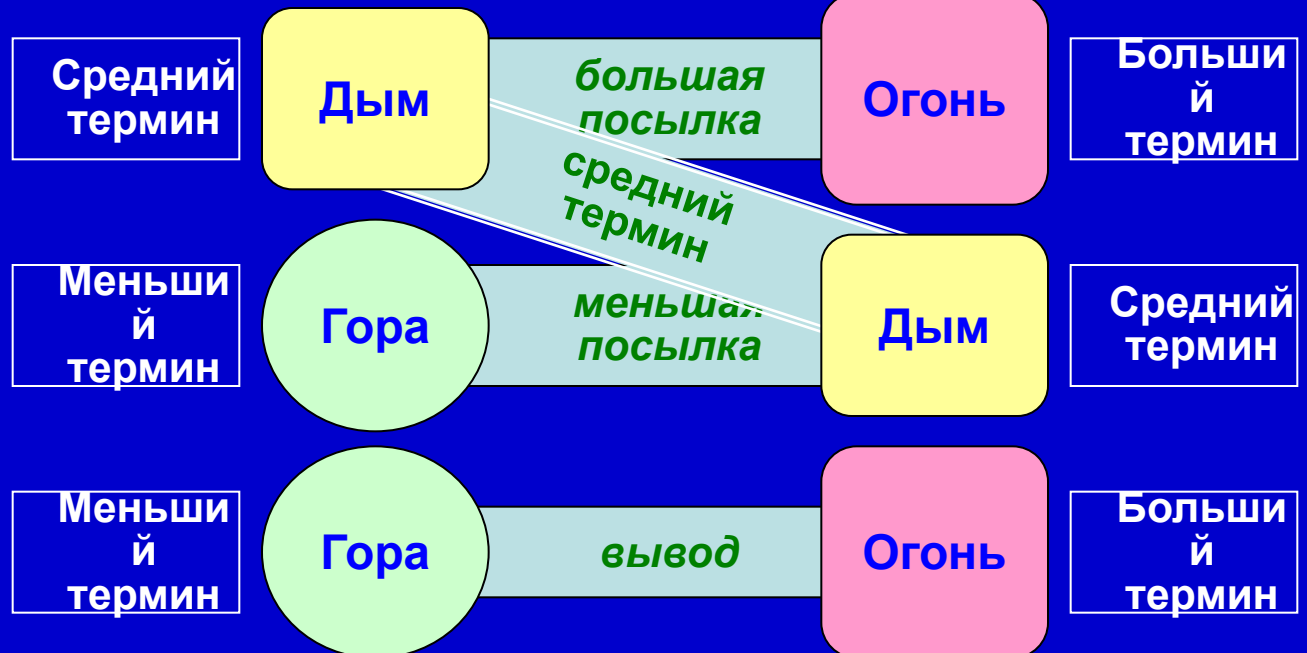 Средний
термин
Дым
большая
посылка
Огонь
Больши
й
термин
средний
термин
Меньши
й
термин
Гора
меньшая
посылка
Дым
Средний
термин
Меньши
й
термин
Гора
вывод
Огонь
Больши
й
термин